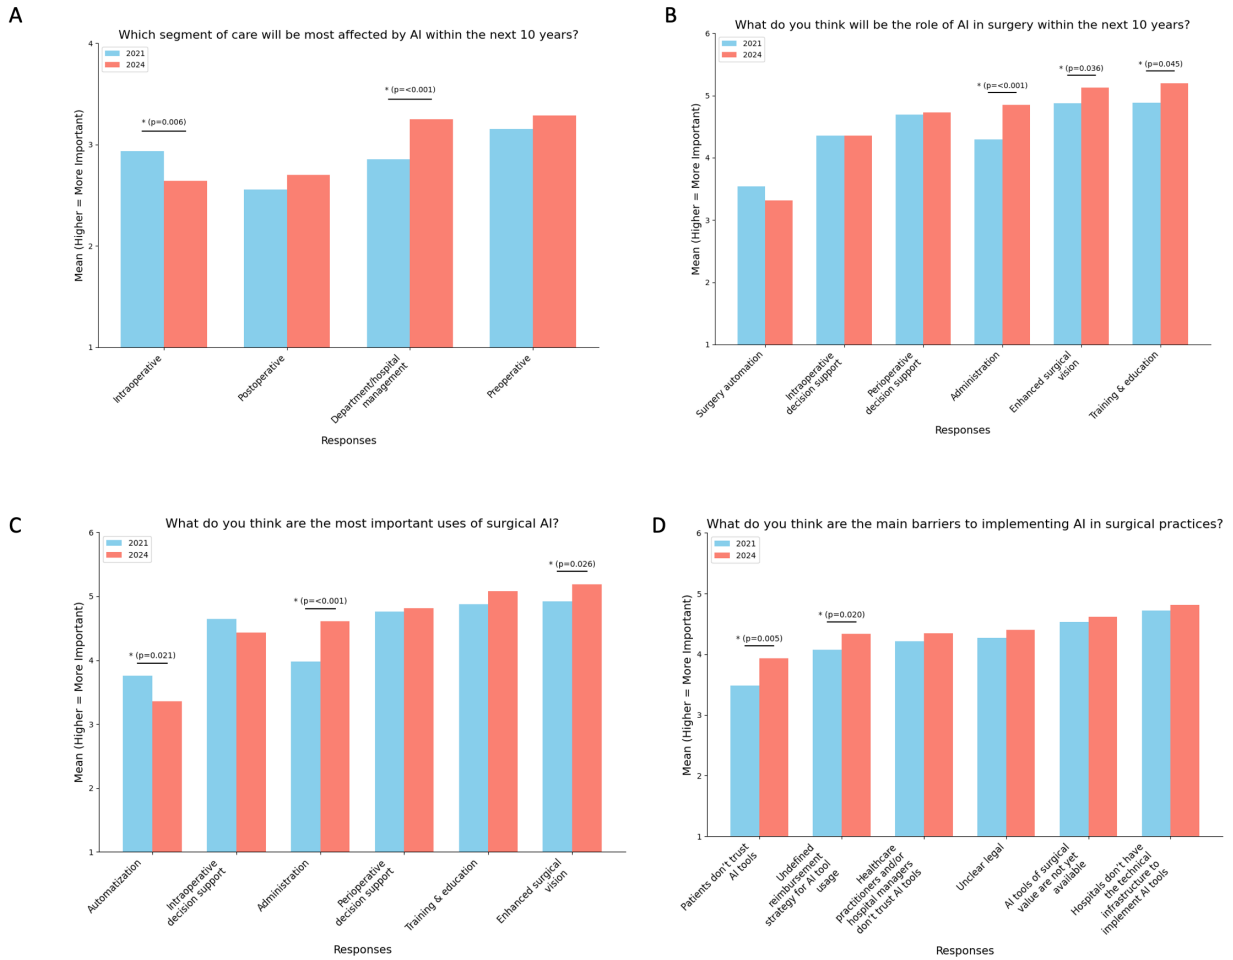 A
Which segment of care will be most affected by AI within the next 10 years?
2021
2024
Mean (Higher = More Important)
4
3
2
1
* (p=0.006)
* (p=<0.001)
Intraoperative
Postoperative
Department/hospital
management
Preoperative
Responses
B
What do you think will be the role of AI in surgery within the next 10 years?
2021
2024
Mean (Higher = More Important)
6
5
4
3
2
1
* (p=<0.001)
* (p=0.036)
* (p=0.045)
Surgery automation
Intraoperative
decision support
Perioperative
decision support
Administration
Enhanced surgical
vision
Training & education
Responses
C
What do you think are the most important uses of surgical AI?
2021
2024
Mean (Higher = More Important)
6
5
4
3
2
1
* (p=0.021)
* (p=<0.001)
* (p=0.026)
Automatization
Intraoperative
decision support
Administration
Perioperative
decision support
Training & education
Enhanced surgical
vision
Responses
D
What do you think are the main barriers to implementing AI in surgical practices?
2021
2024
Mean (Higher = More Important)
6
5
4
3
2
1
* (p=0.005)
* (p=0.020)
Patients don't trust
AI tools
Undefined
reimbursement
strategy for AI tool
usage
Healthcare
practitioners and/or
hospital managers
don't trust AI tools
Unclear legal
AI tools of surgical
value are not yet
available
Hospitals don't have
the technical
infrastructure to
implement AI tools
Responses